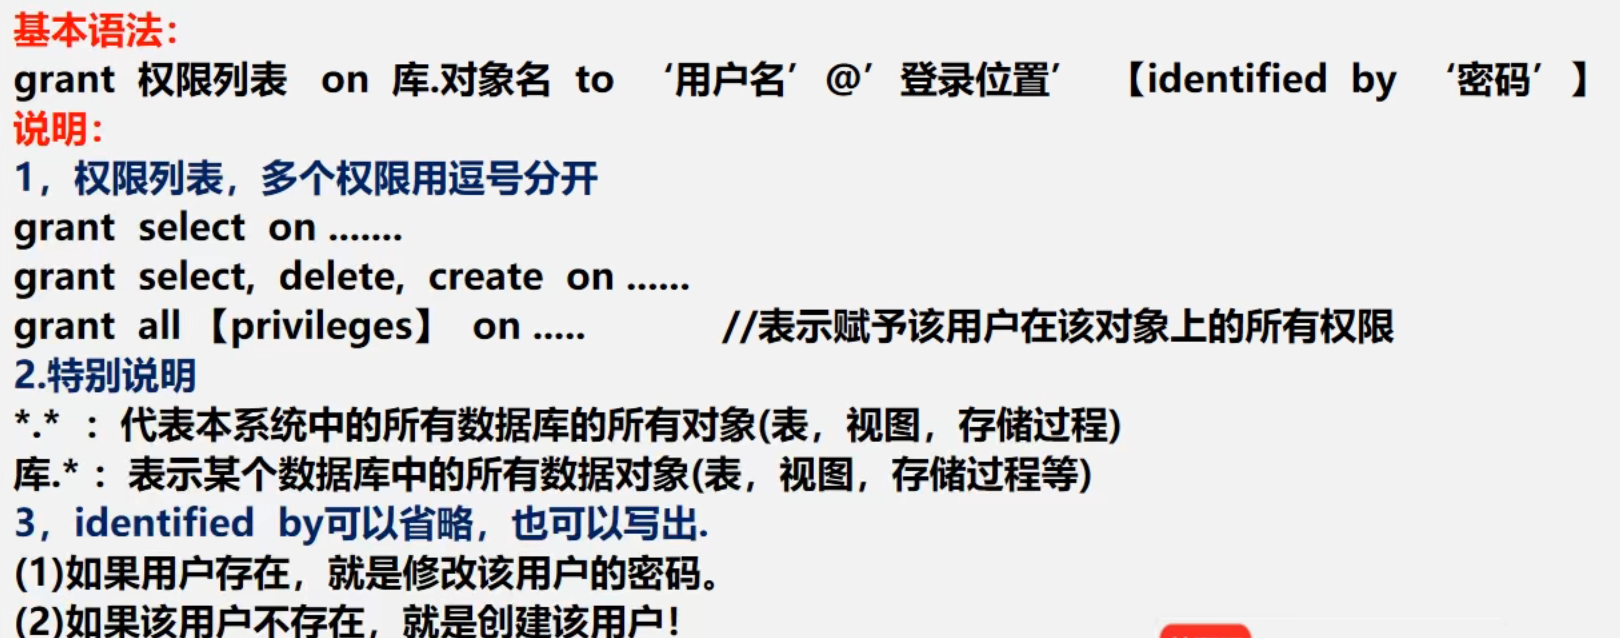 基本语法：
grant 权限列表 on 库.对象名 to ‘用户名’ @’ 登录位置’ 【identified by ‘密码’ 】
说明：
1，权限列表，多个权限用逗号分开
grant select on .......
grant select, delete, create on ......
grant all 【privileges】 on ..... //表示赋予该用户在该对象上的所有权限
2.特别说明
*.* ：代表本系统中的所有数据库的所有对象(表，视图，存储过程)
库.*：表示某个数据库中的所有数据对象(表，视图，存储过程等)
3，identified by可以省略，也可以写出.
(1)如果用户存在，就是修改该用户的密码。
(2)如果该用户不存在，就是创建该用户！